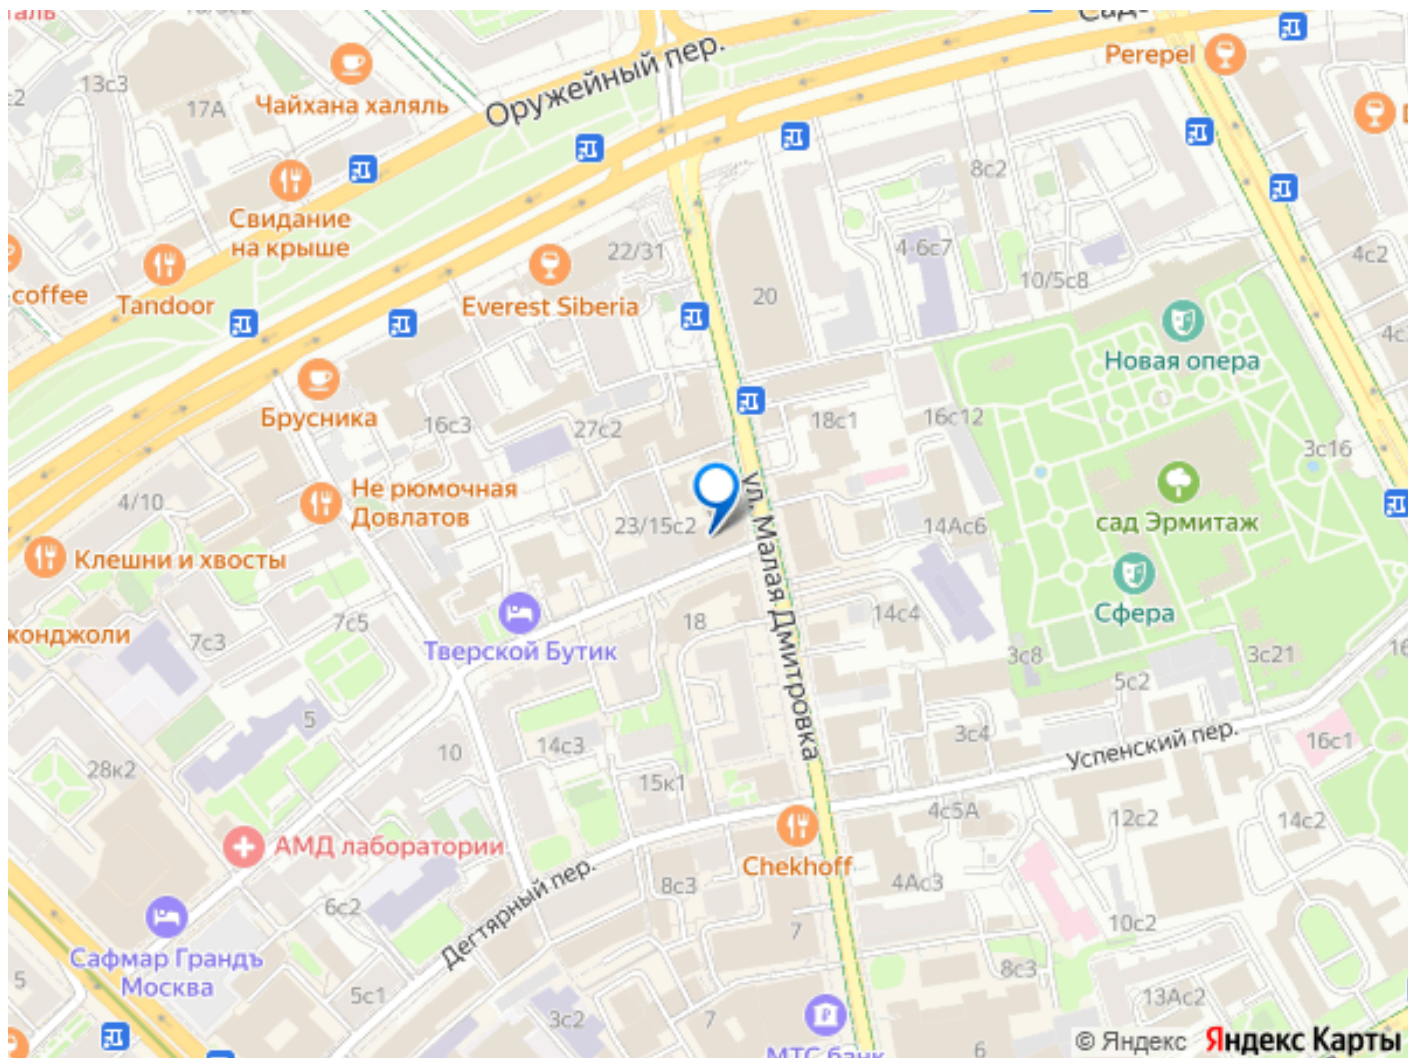 Оружейный пер.
Perepel
13с3
17А
Чайхана халяль
8с2
Свидание
на крыше
22/31
4-6с7
4с2
coffee
Tandoor
Everest Siberia
20
10/5с8
Новая опера
Брусника
16с3
27с2
18с1
16с12
3с16
4/10
Не рюмочная
Довлатов
23/15с2
ул. Малая Дмитровка
14Ас6
сад Эрмитаж
Клешни и хвосты
Сфера
7с3
7с5
Тверской Бутик
18
14с4
3с8
3с21
5с2
5
10
14с3
15к1
3с4
Успенский пер.
16с1
28к2
4с5А
12с2
14с2
АМД лаборатории
Chekhoff
8с3
4Ас3
6с2
Дегтярный пер.
7
10с2
Сафмар Грандъ
Москва
5
5с1
3с2
7
8с3
13Ас2
МТС банк
6
© Яндекс Яндекс Карты